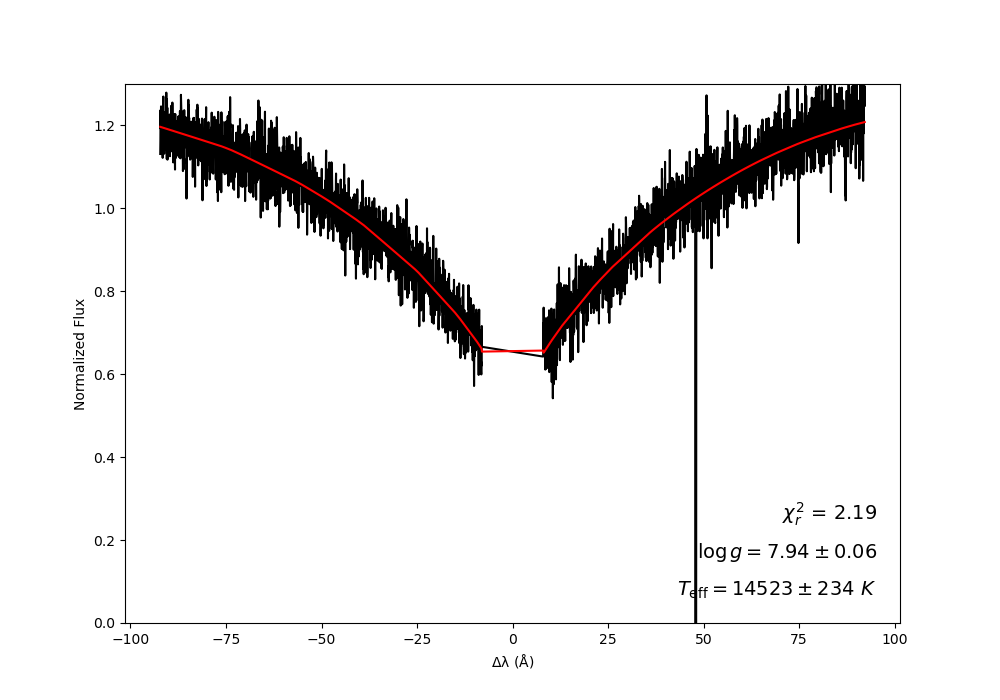 1.2
1.0
0.8
0.6
0.4
0.2
0.0
Normalized Flux
χ²ᵣ = 2.19
log g = 7.94 ± 0.06
T_eff = 14523 ± 234 K
−100 −75 −50 −25 0 25 50 75 100
Δλ (Å)